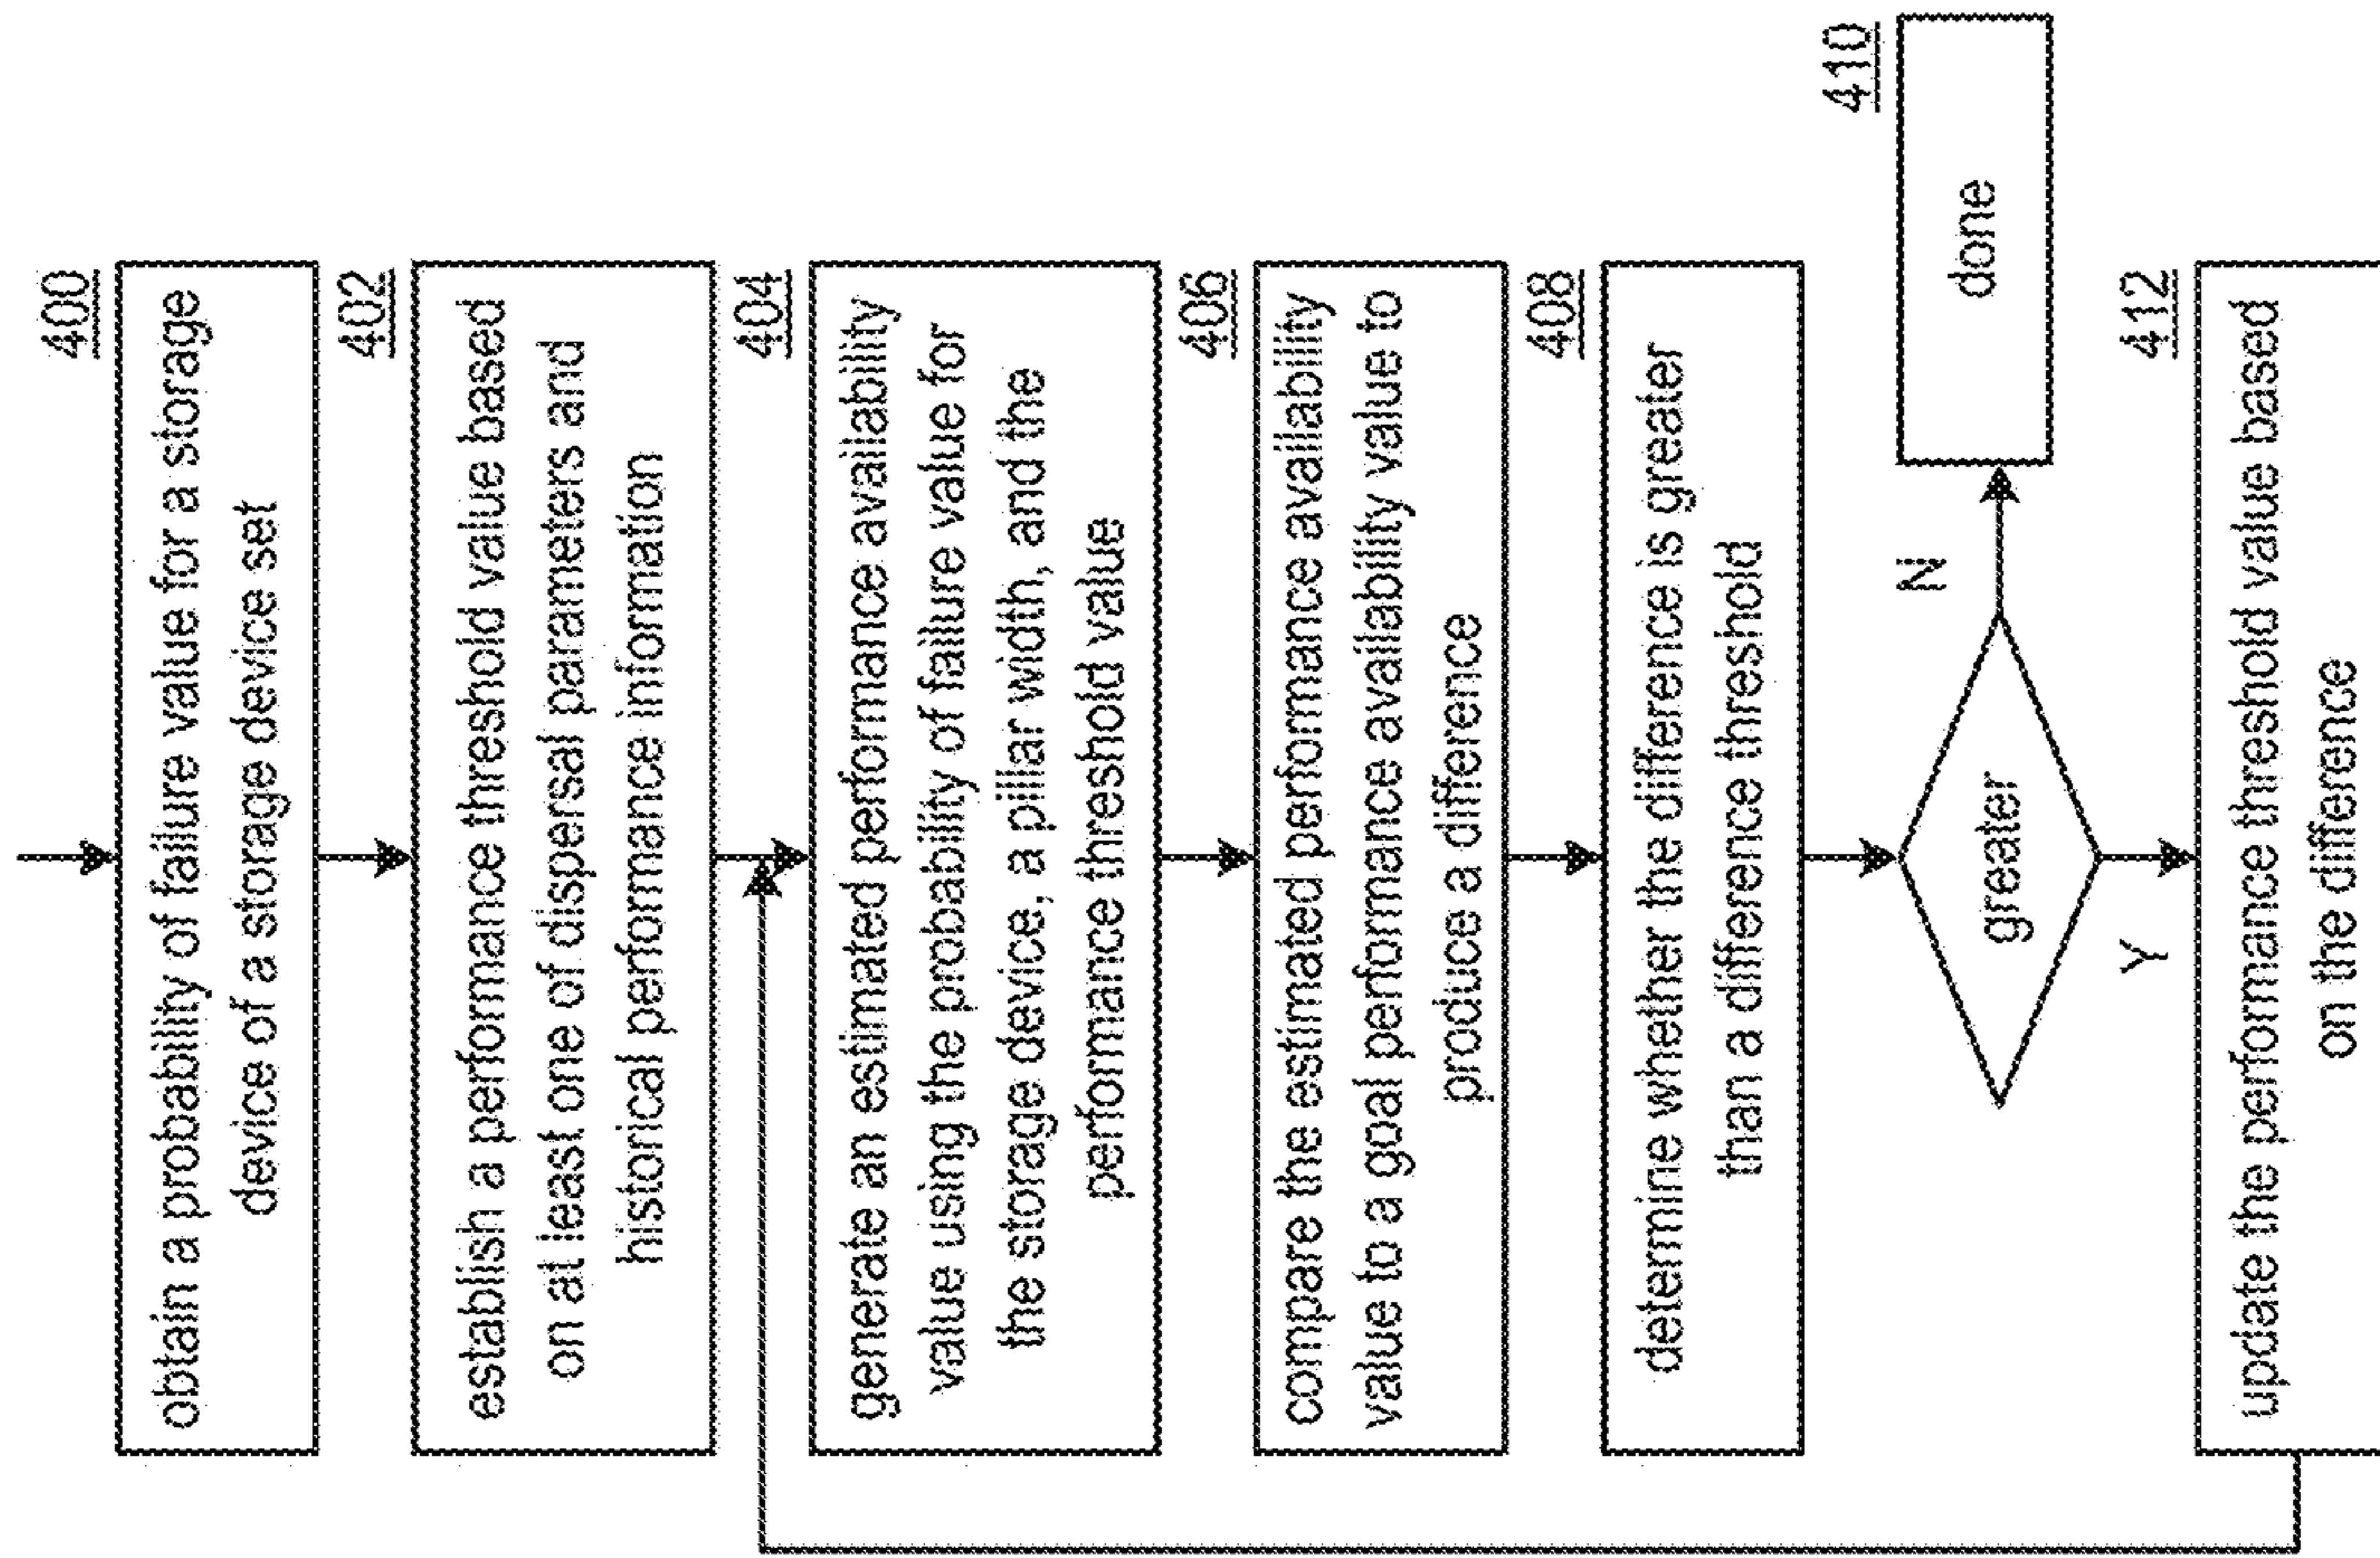 400
obtain a probability of failure value for a storage
device of a storage device set
402
establish a performance threshold value based
on at least one of dispersal parameters and
historical performance information
404
generate an estimated performance availability
value using the probability of failure value for
the storage device, a pillar width, and the
performance threshold value
406
compare the estimated performance availability
value to a goal performance availability value to
produce a difference
408
determine whether the difference is greater
than a difference threshold
greater
N
410
done
Y
412
update the performance threshold value based
on the difference